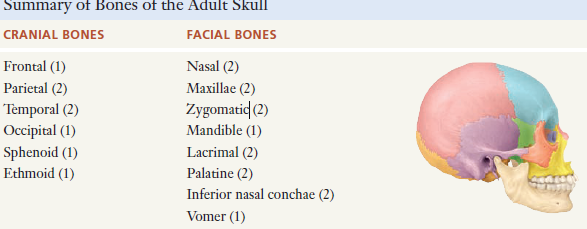 Summary of Bones of the Adult Skull
CRANIAL BONES
FACIAL BONES
Frontal (1)
Parietal (2)
Temporal (2)
Occipital (1)
Sphenoid (1)
Ethmoid (1)
Nasal (2)
Maxillae (2)
Zygomatic (2)
Mandible (1)
Lacrimal (2)
Palatine (2)
Inferior nasal conchae (2)
Vomer (1)